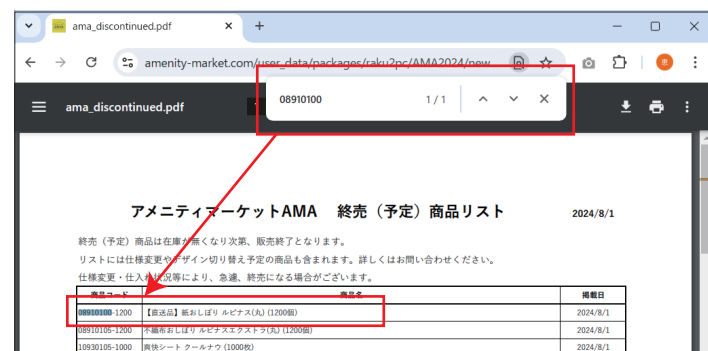 ama_discontinued.pdf
amenity-market.com/user_data/packages/raku2pc/AMA2024/new
08910100 1/1
ama_discontinued.pdf
アメニティマーケットAMA 終売（予定）商品リスト 2024/8/1
終売（予定）商品は在庫が無くなり次第、販売終了となります。
リストには仕様変更やデザイン切り替え予定の商品も含まれます。詳しくはお問い合わせください。
仕様変更・仕入れ状況等により、急遽、終売になる場合がございます。
商品コード 商品名 掲載日
08910100-1200 【直送品】紙おしぼり ルピナス(丸) (1200個) 2024/8/1
08910105-1200 不織布おしぼり ルピナスエクストラ(丸) (1200個) 2024/8/1
10930105-1000 爽快シート クールナウ (1000枚) 2024/8/1